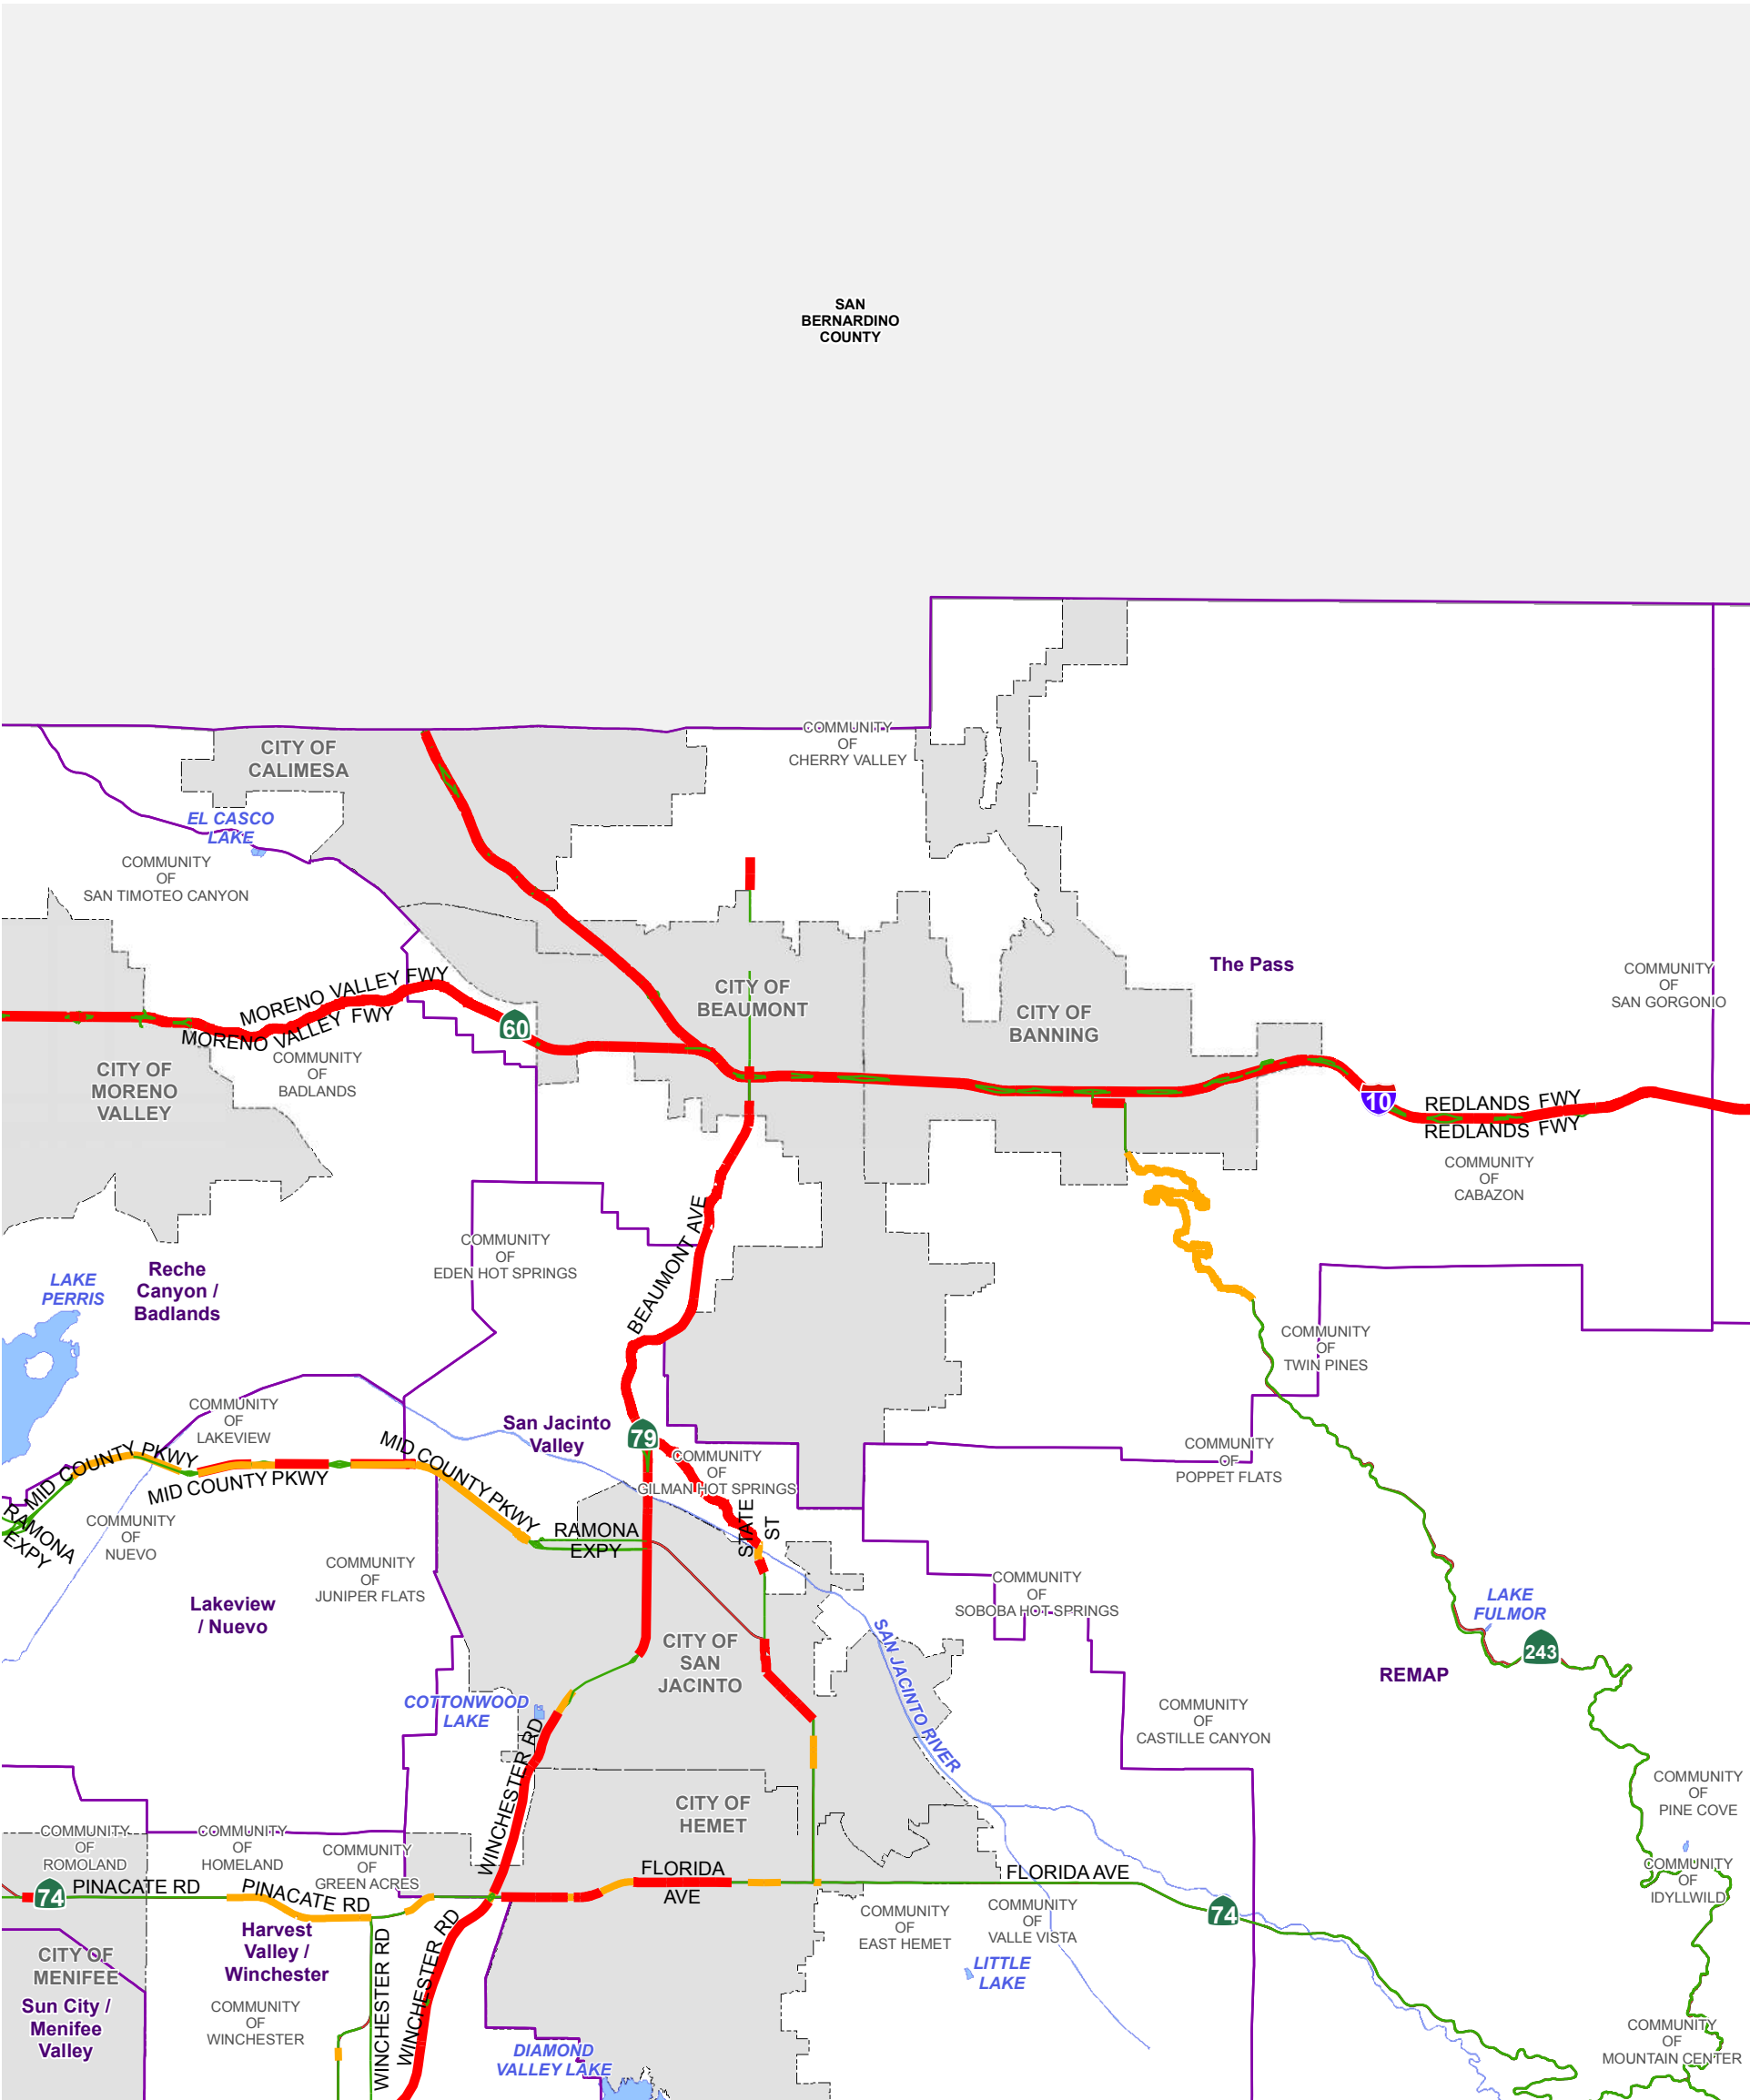 SAN
BERNARDINO
COUNTY
COMMUNITY
OF
CHERRY VALLEY
CITY OF
CALIMESA
EL CASCO
LAKE
COMMUNITY
OF
SAN TIMOTEO CANYON
The Pass
COMMUNITY
OF
SAN GORGONIO
MORENO VALLEY FWY
MORENO VALLEY FWY
60
CITY OF
BEAUMONT
CITY OF
BANNING
CITY OF
MORENO
VALLEY
COMMUNITY
OF
BADLANDS
10
REDLANDS FWY
REDLANDS FWY
COMMUNITY
OF
CABAZON
BEAUMONT AVE
COMMUNITY
OF
EDEN HOT SPRINGS
Reche
Canyon /
Badlands
LAKE
PERRIS
COMMUNITY
OF
TWIN PINES
COMMUNITY
OF
LAKEVIEW
San Jacinto
Valley
79
COMMUNITY
OF
GILMAN HOT SPRINGS
COMMUNITY
OF
POPPET FLATS
MID COUNTY PKWY
MID COUNTY PKWY
MID COUNTY PKWY
RAMONA
EXPY
COMMUNITY
OF
NUEVO
RAMONA
EXPY
STATE
ST
COMMUNITY
OF
JUNIPER FLATS
COMMUNITY
OF
SOBOBA HOT SPRINGS
Lakeview
/ Nuevo
LAKE
FULMOR
243
CITY OF
SAN
JACINTO
SAN JACINTO RIVER
REMAP
COTTONWOOD
LAKE
COMMUNITY
OF
CASTILLE CANYON
WINCHESTER RD
CITY OF
HEMET
COMMUNITY
OF
PINE COVE
COMMUNITY
OF
ROMOLAND
COMMUNITY
OF
HOMELAND
COMMUNITY
OF
GREEN ACRES
COMMUNITY
OF
IDYLLWILD
74
PINACATE RD
PINACATE RD
FLORIDA
AVE
FLORIDA AVE
74
Harvest
Valley /
Winchester
COMMUNITY
OF
EAST HEMET
COMMUNITY
OF
VALLE VISTA
CITY OF
MENIFEE
WINCHESTER RD
WINCHESTER RD
LITTLE
LAKE
Sun City /
Menifee
Valley
COMMUNITY
OF
WINCHESTER
DIAMOND
VALLEY LAKE
COMMUNITY
OF
MOUNTAIN CENTER